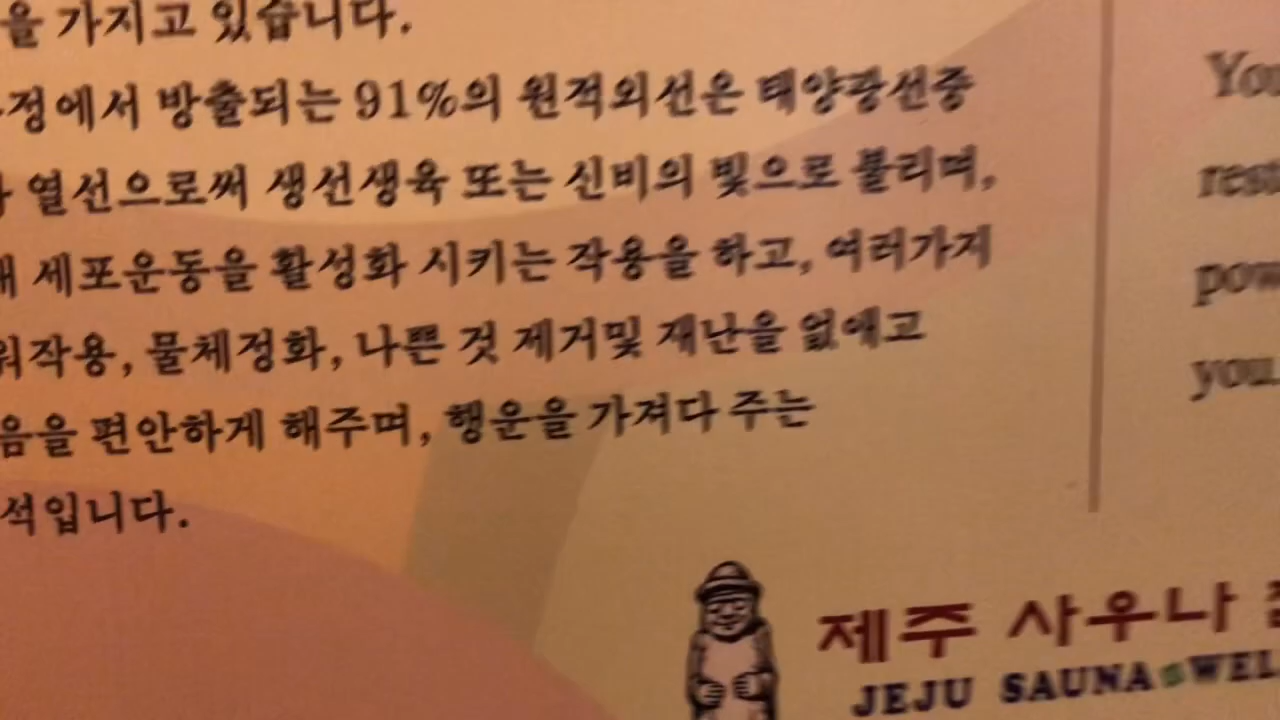 을 가지고 있습니다.
정에서 방출되는 91%의 원적외선은 태양광선중
열선으로써 생선생육 또는 신비의 빛으로 불리며,
세포운동을 활성화 시키는 작용을 하고, 여러가지
작용, 물체정화, 나쁜 것 제거및 재난을 없애고
음을 편안하게 해주며, 행운을 가져다 주는
석입니다.
You
rest
pow
you.
제주 사우나
JEJU SAUNA WEL